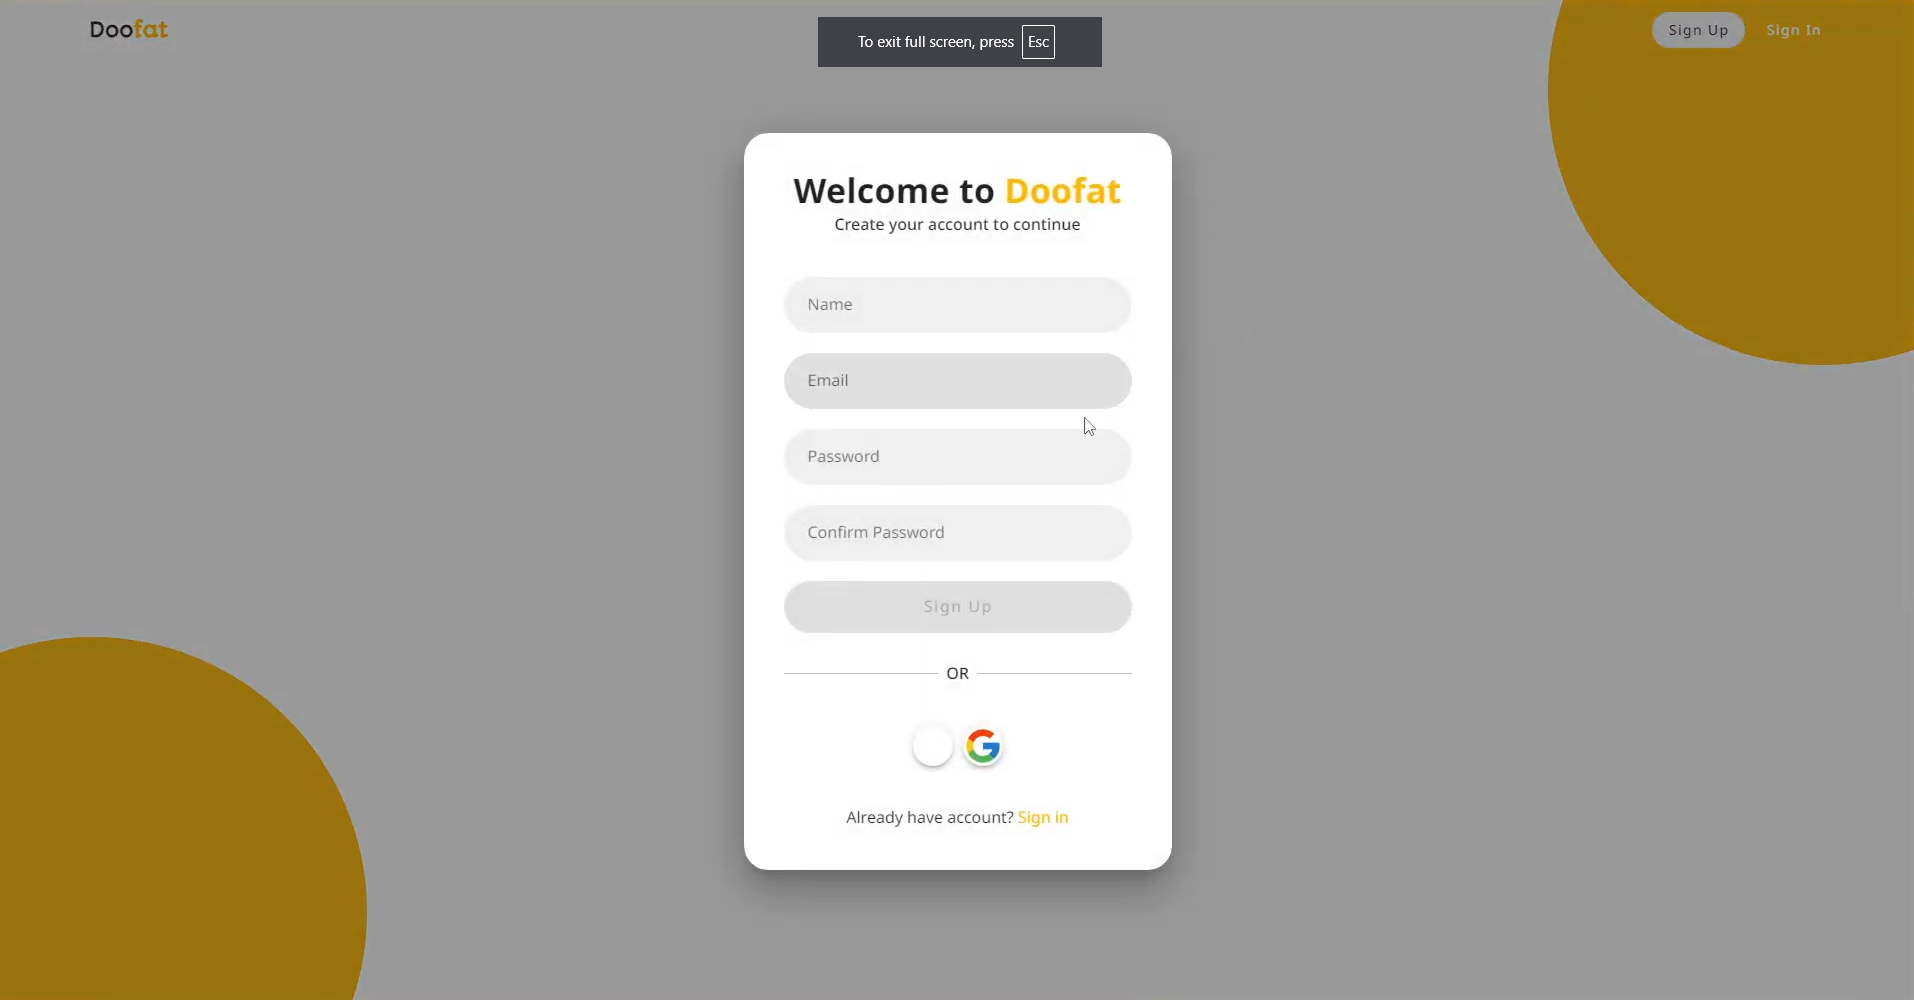 Doofat
To exit full screen, press Esc
Sign Up
Sign In
Welcome to Doofat
Create your account to continue
Name
Email
Password
Confirm Password
Sign Up
OR
G
Already have account? Sign in